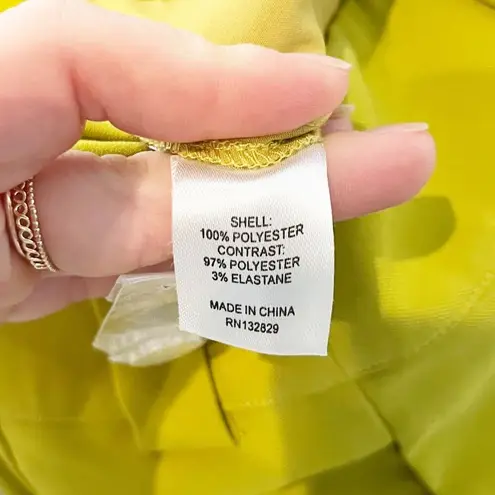 SHELL:
100% POLYESTER
CONTRAST:
97% POLYESTER
3% ELASTANE
MADE IN CHINA
RN132829